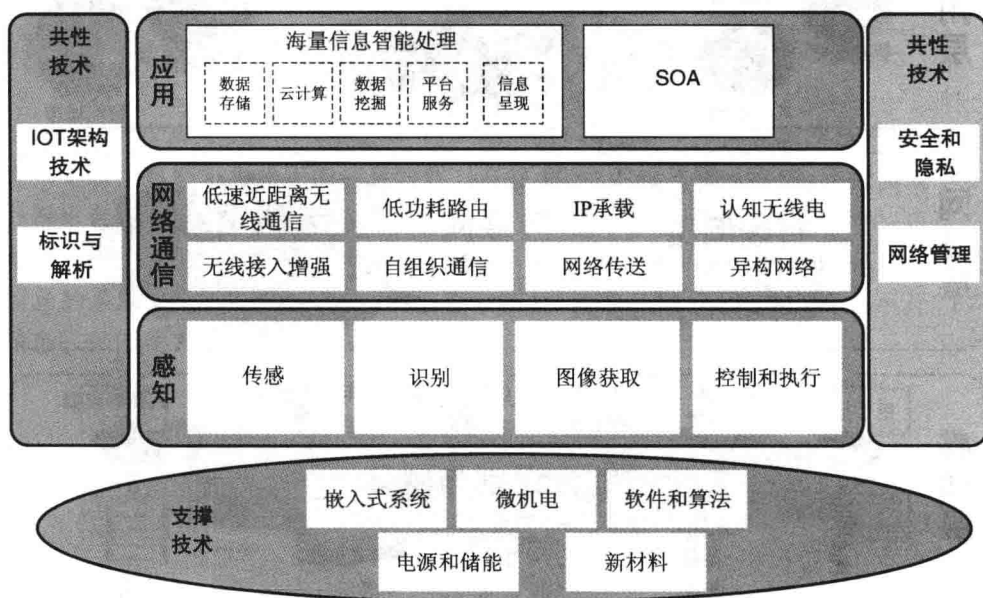 共性
技术
IOT架构
技术
标识与
解析
应
用
海量信息智能处理
数据
存储
云计算
数据
挖掘
平台
服务
信息
呈现
SOA
网
络
通
信
低速近距离无
线通信
低功耗路由
IP承载
认知无线电
无线接入增强
自组织通信
网络传送
异构网络
感
知
传感
识别
图像获取
控制和执行
共性
技术
安全和
隐私
网络管理
支撑
技术
嵌入式系统
微机电
软件和算法
电源和储能
新材料